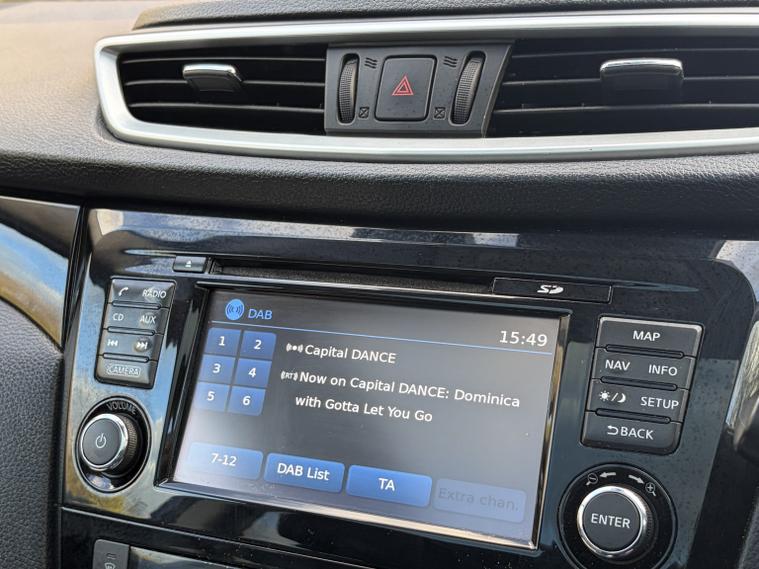 SD
RADIO
CD AUX
CAMERA
VOLUME
DAB
15:49
1 2
3 4
5 6
Capital DANCE
(RT) Now on Capital DANCE: Dominica
with Gotta Let You Go
7-12
DAB List
TA
Extra chan.
MAP
NAV INFO
SETUP
BACK
ENTER